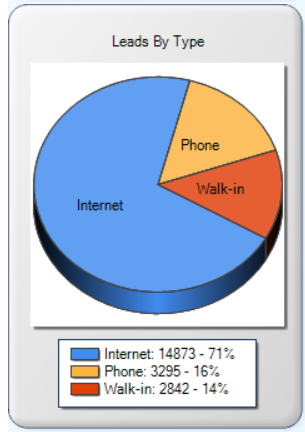 Leads By Type
Phone
Walk-in
Internet
Internet: 14873 - 71%
Phone: 3295 - 16%
Walk-in: 2842 - 14%